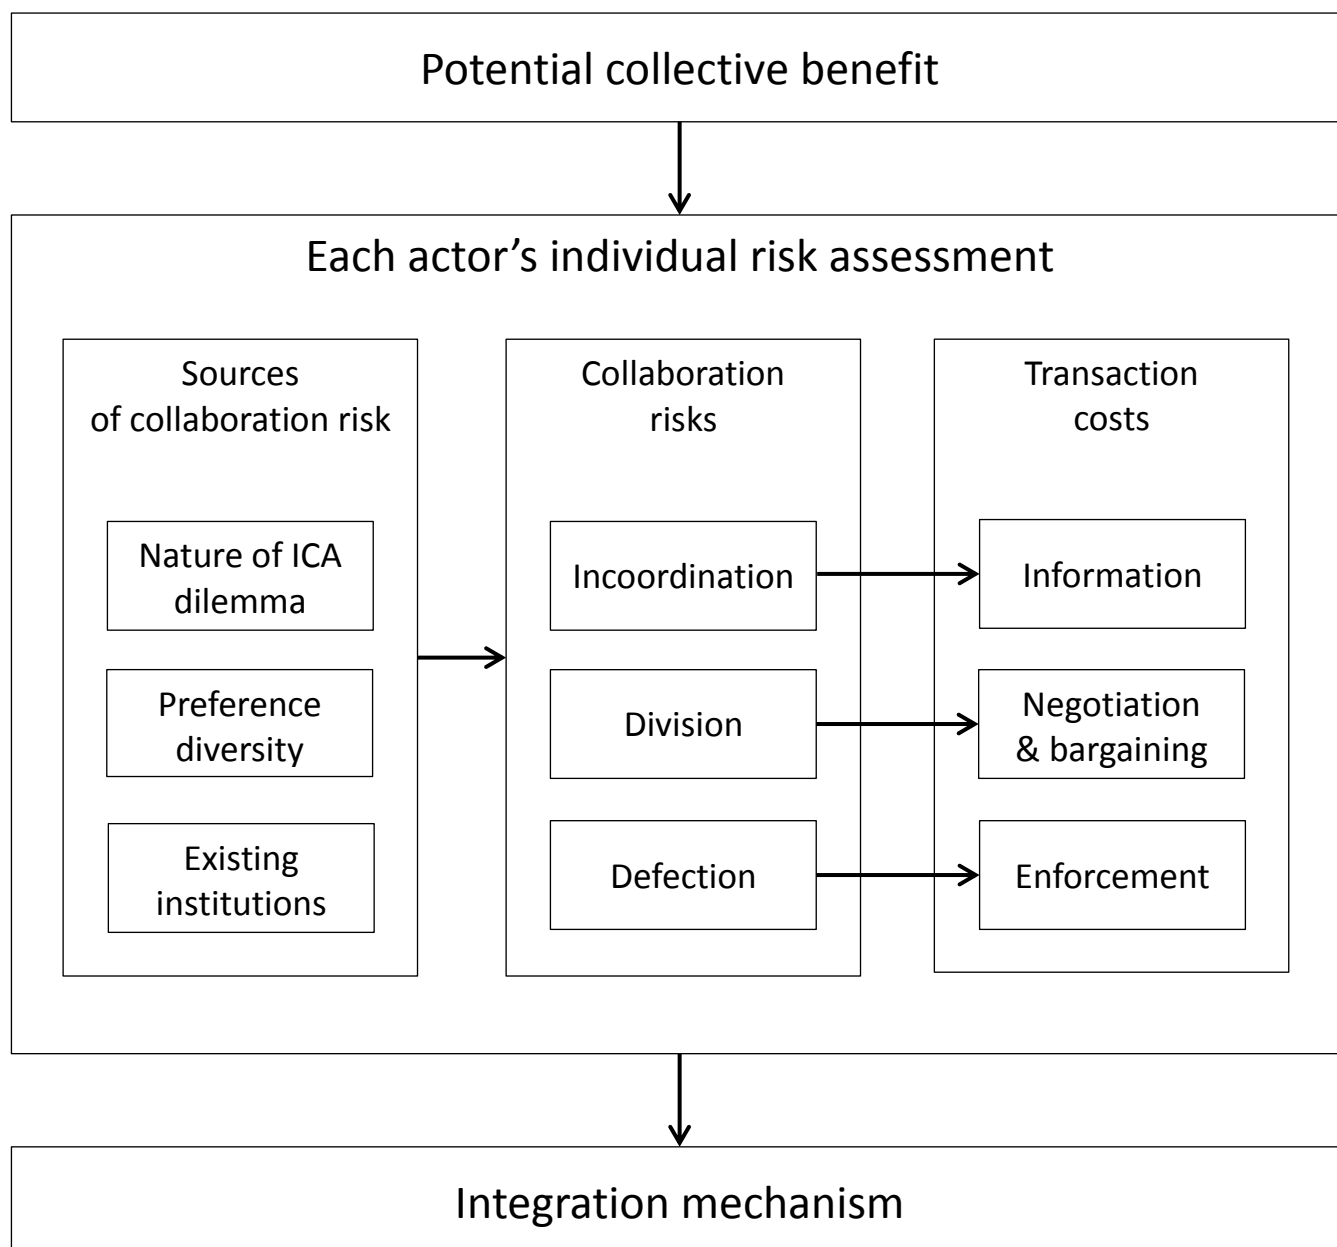 Potential collective benefit
Each actor’s individual risk assessment
Sources
of collaboration risk
Nature of ICA
dilemma
Preference
diversity
Existing
institutions
Collaboration
risks
Incoordination
Division
Defection
Transaction
costs
Information
Negotiation
& bargaining
Enforcement
Integration mechanism